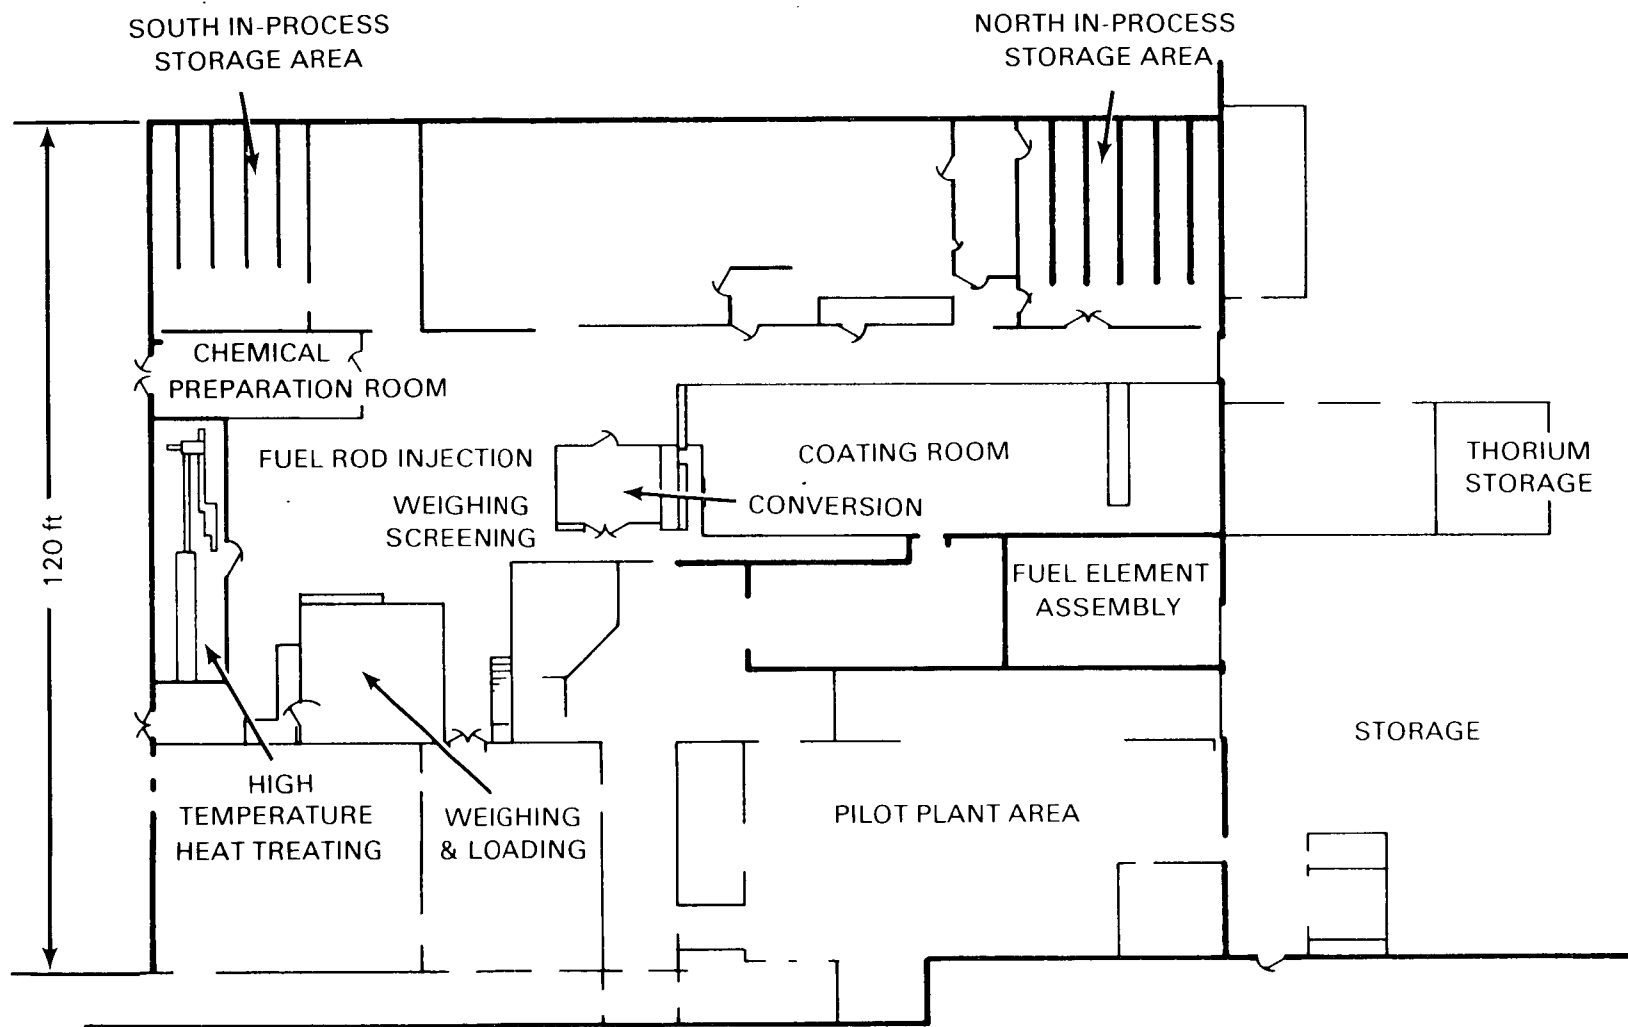 SOUTH IN-PROCESS
STORAGE AREA
NORTH IN-PROCESS
STORAGE AREA
CHEMICAL
PREPARATION ROOM
FUEL ROD INJECTION
WEIGHING
SCREENING
COATING ROOM
CONVERSION
THORIUM
STORAGE
120 ft
FUEL ELEMENT
ASSEMBLY
STORAGE
HIGH
TEMPERATURE
HEAT TREATING
WEIGHING
& LOADING
PILOT PLANT AREA